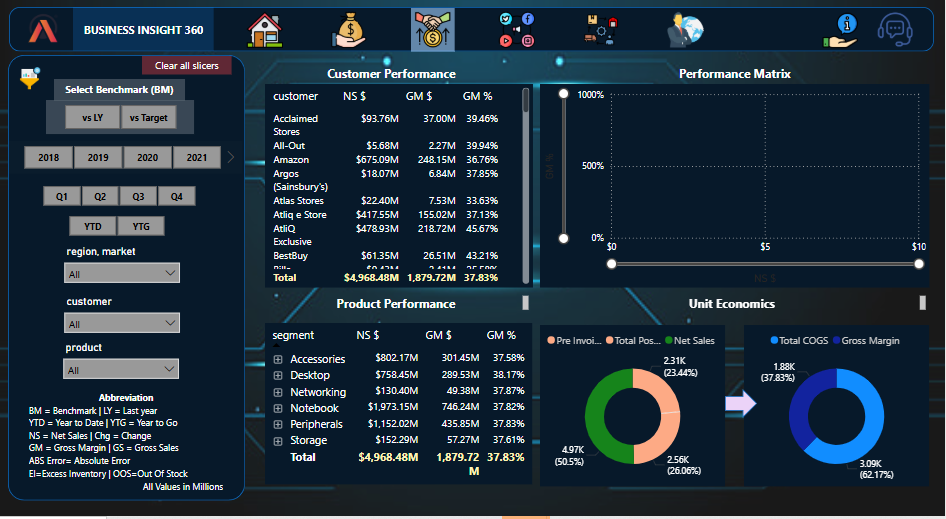 BUSINESS INSIGHT 360
Clear all slicers
Select Benchmark (BM)
vs LY
vs Target
2018
2019
2020
2021
Q1
Q2
Q3
Q4
YTD
YTG
region, market
All
customer
All
product
All
Abbreviation
BM = Benchmark | LY = Last year
YTD = Year to Date | YTG = Year to Go
NS = Net Sales | Chg = Change
GM = Gross Margin | GS = Gross Sales
ABS Error= Absolute Error
EI=Excess Inventory | OOS=Out Of Stock
All Values in Millions
Customer Performance
customer NS $ GM $ GM %
Acclaimed Stores $93.76M 37.00M 39.46%
All-Out $5.68M 2.27M 39.94%
Amazon $675.09M 248.15M 36.76%
Argos (Sainsbury's) $18.07M 6.84M 37.85%
Atlas Stores $22.40M 7.53M 33.63%
Atliq e Store $417.55M 155.02M 37.13%
AtliQ Exclusive $478.93M 218.72M 45.67%
BestBuy $61.35M 26.51M 43.21%
Total $4,968.48M 1,879.72M 37.83%
Performance Matrix
1000%
500%
0%
GM %
$0
$5
$10
NS $
Product Performance
segment NS $ GM $ GM %
Accessories $802.17M 301.45M 37.58%
Desktop $758.45M 289.53M 38.17%
Networking $130.40M 49.38M 37.87%
Notebook $1,973.15M 746.24M 37.82%
Peripherals $1,152.02M 435.85M 37.83%
Storage $152.29M 57.27M 37.61%
Total $4,968.48M 1,879.72M 37.83%
Unit Economics
Pre Invoi... Total Pos... Net Sales
2.31K
(23.44%)
4.97K
(50.5%)
2.56K
(26.06%)
Total COGS Gross Margin
1.88K
(37.83%)
3.09K
(62.17%)